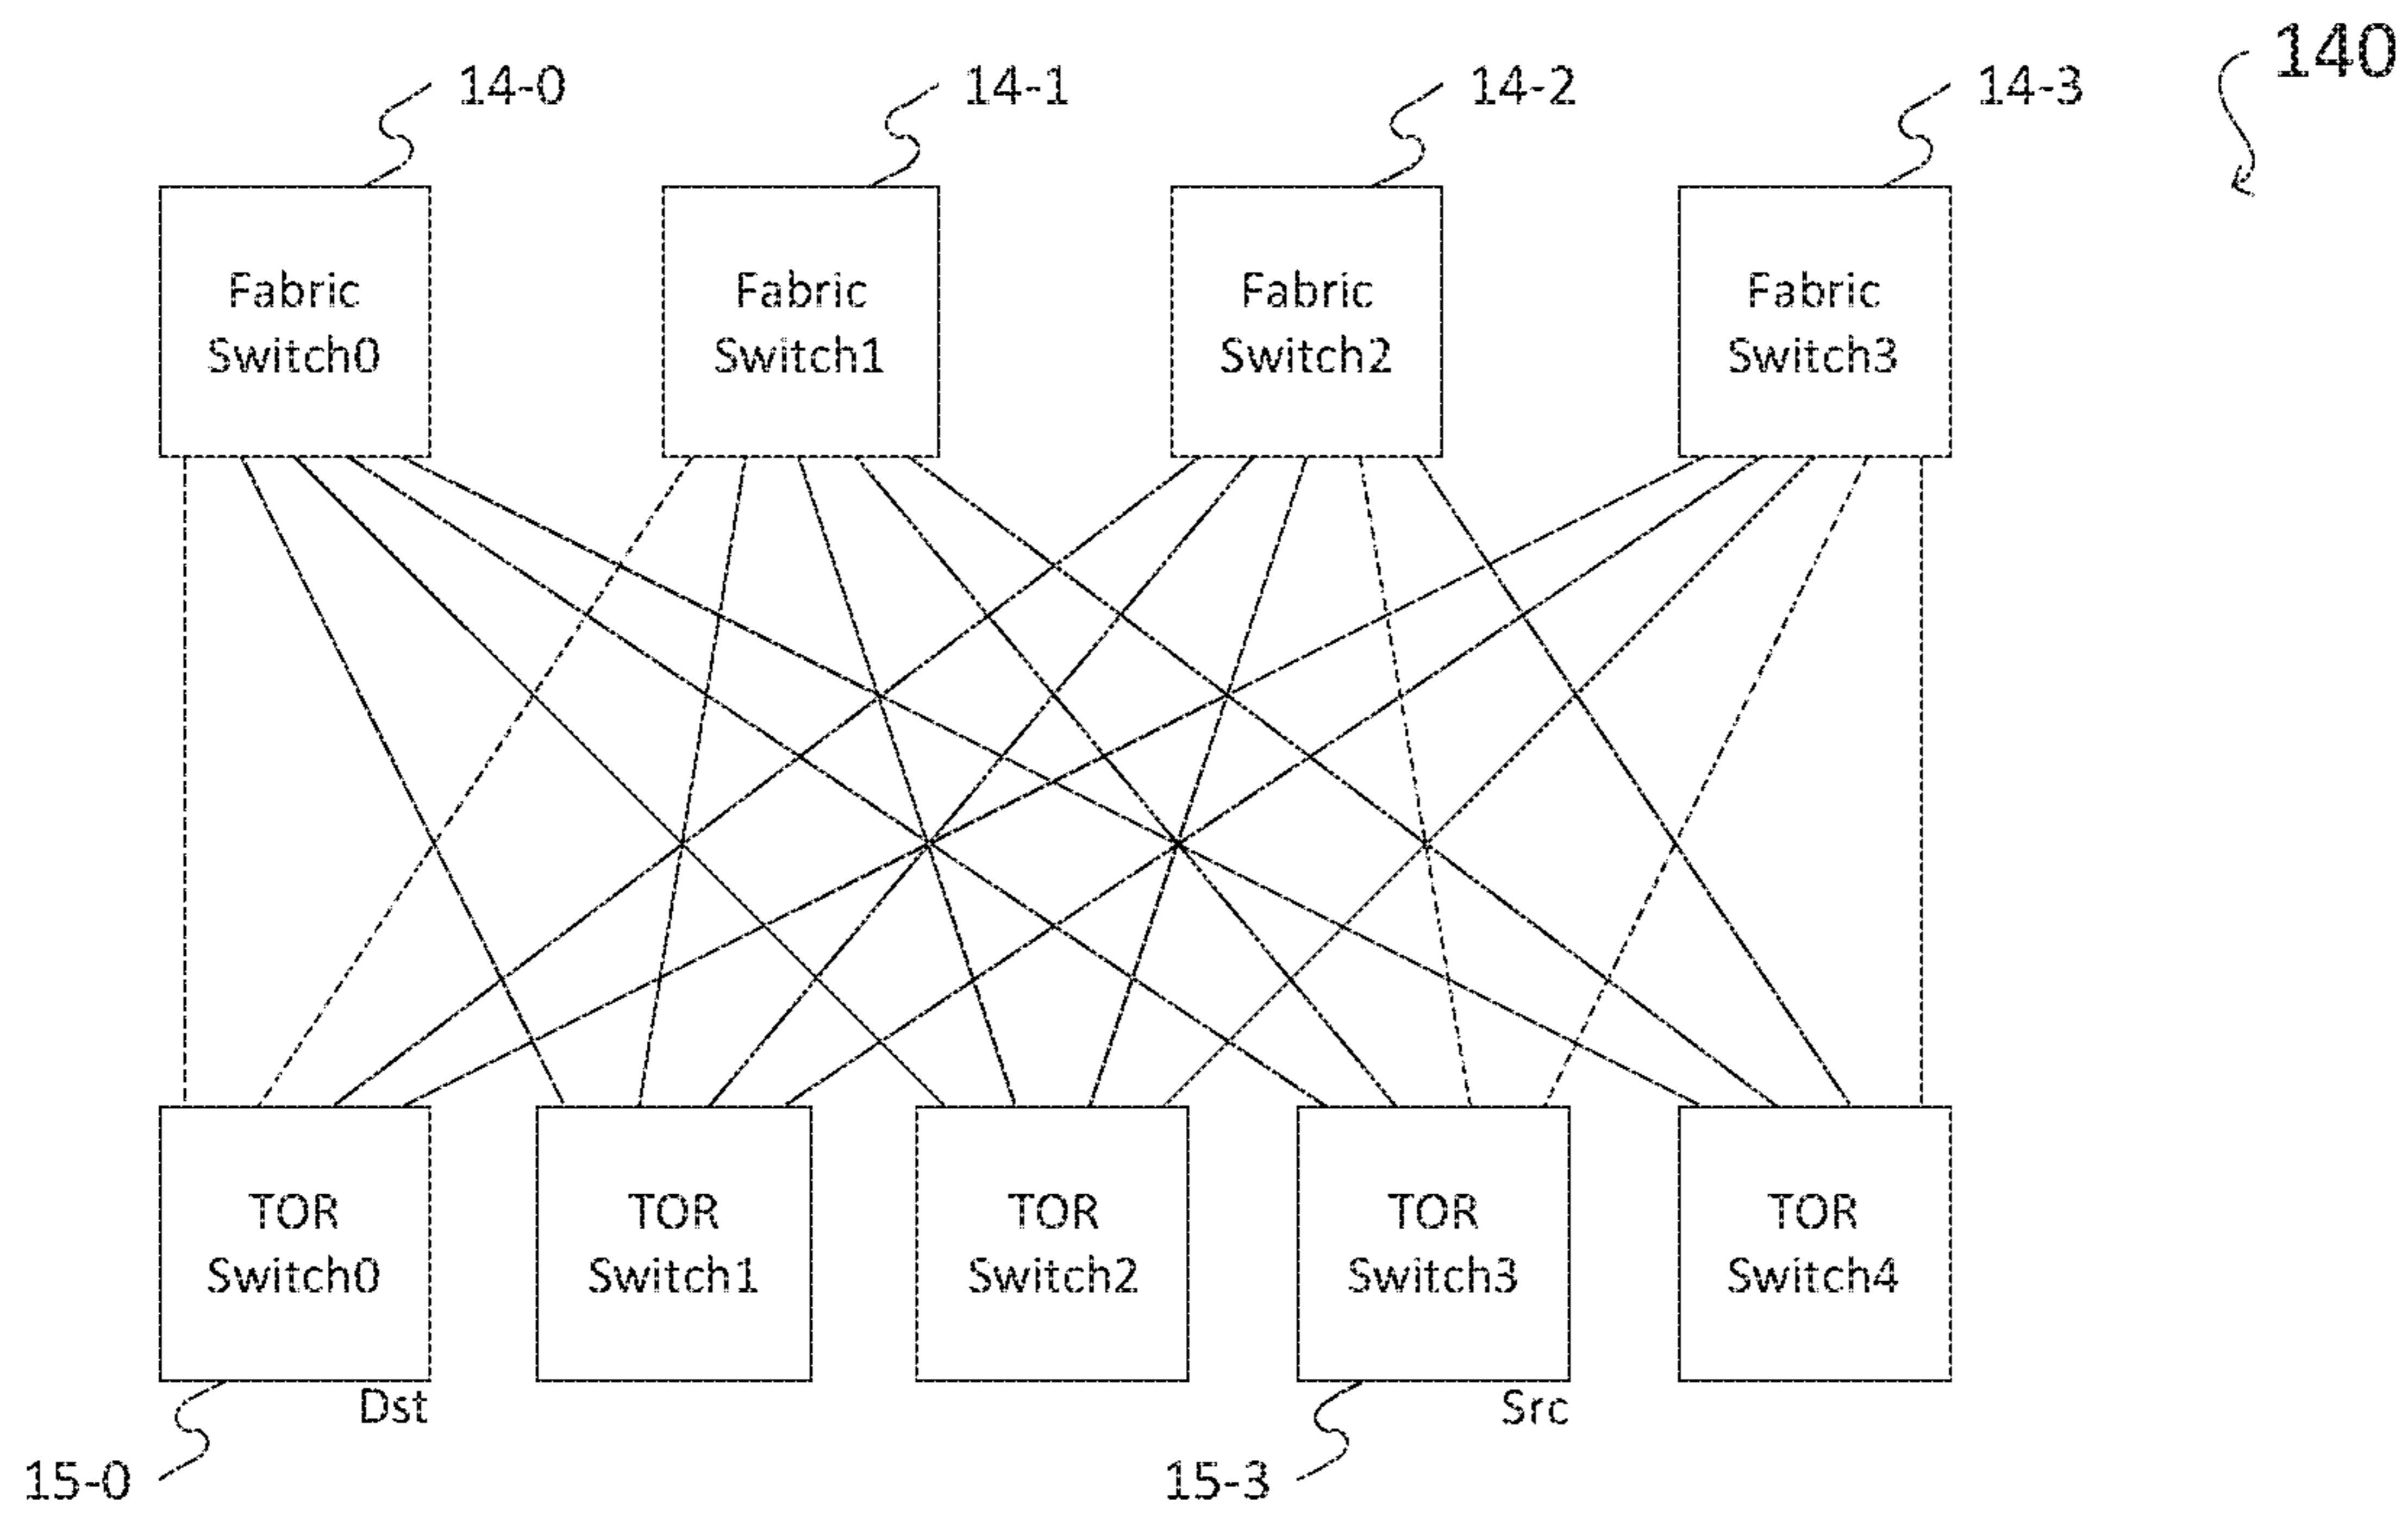 140
14-0
14-1
14-2
14-3
Fabric
Switch0
Fabric
Switch1
Fabric
Switch2
Fabric
Switch3
TOR
Switch0
TOR
Switch1
TOR
Switch2
TOR
Switch3
TOR
Switch4
Dst
Src
15-0
15-3